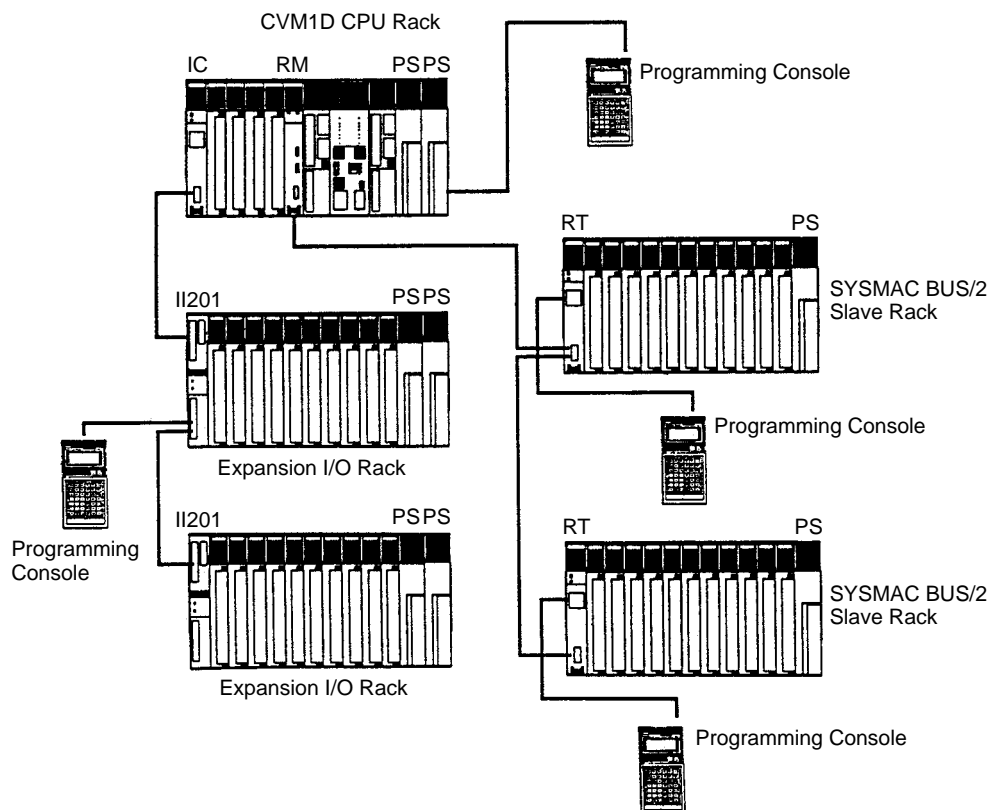 CVM1D CPU Rack
IC RM PS PS
Programming Console
RT PS
SYSMAC BUS/2
Slave Rack
II201 PS PS
Programming Console
Expansion I/O Rack
II201 PS PS
Programming
Console
RT PS
SYSMAC BUS/2
Slave Rack
Expansion I/O Rack
Programming Console